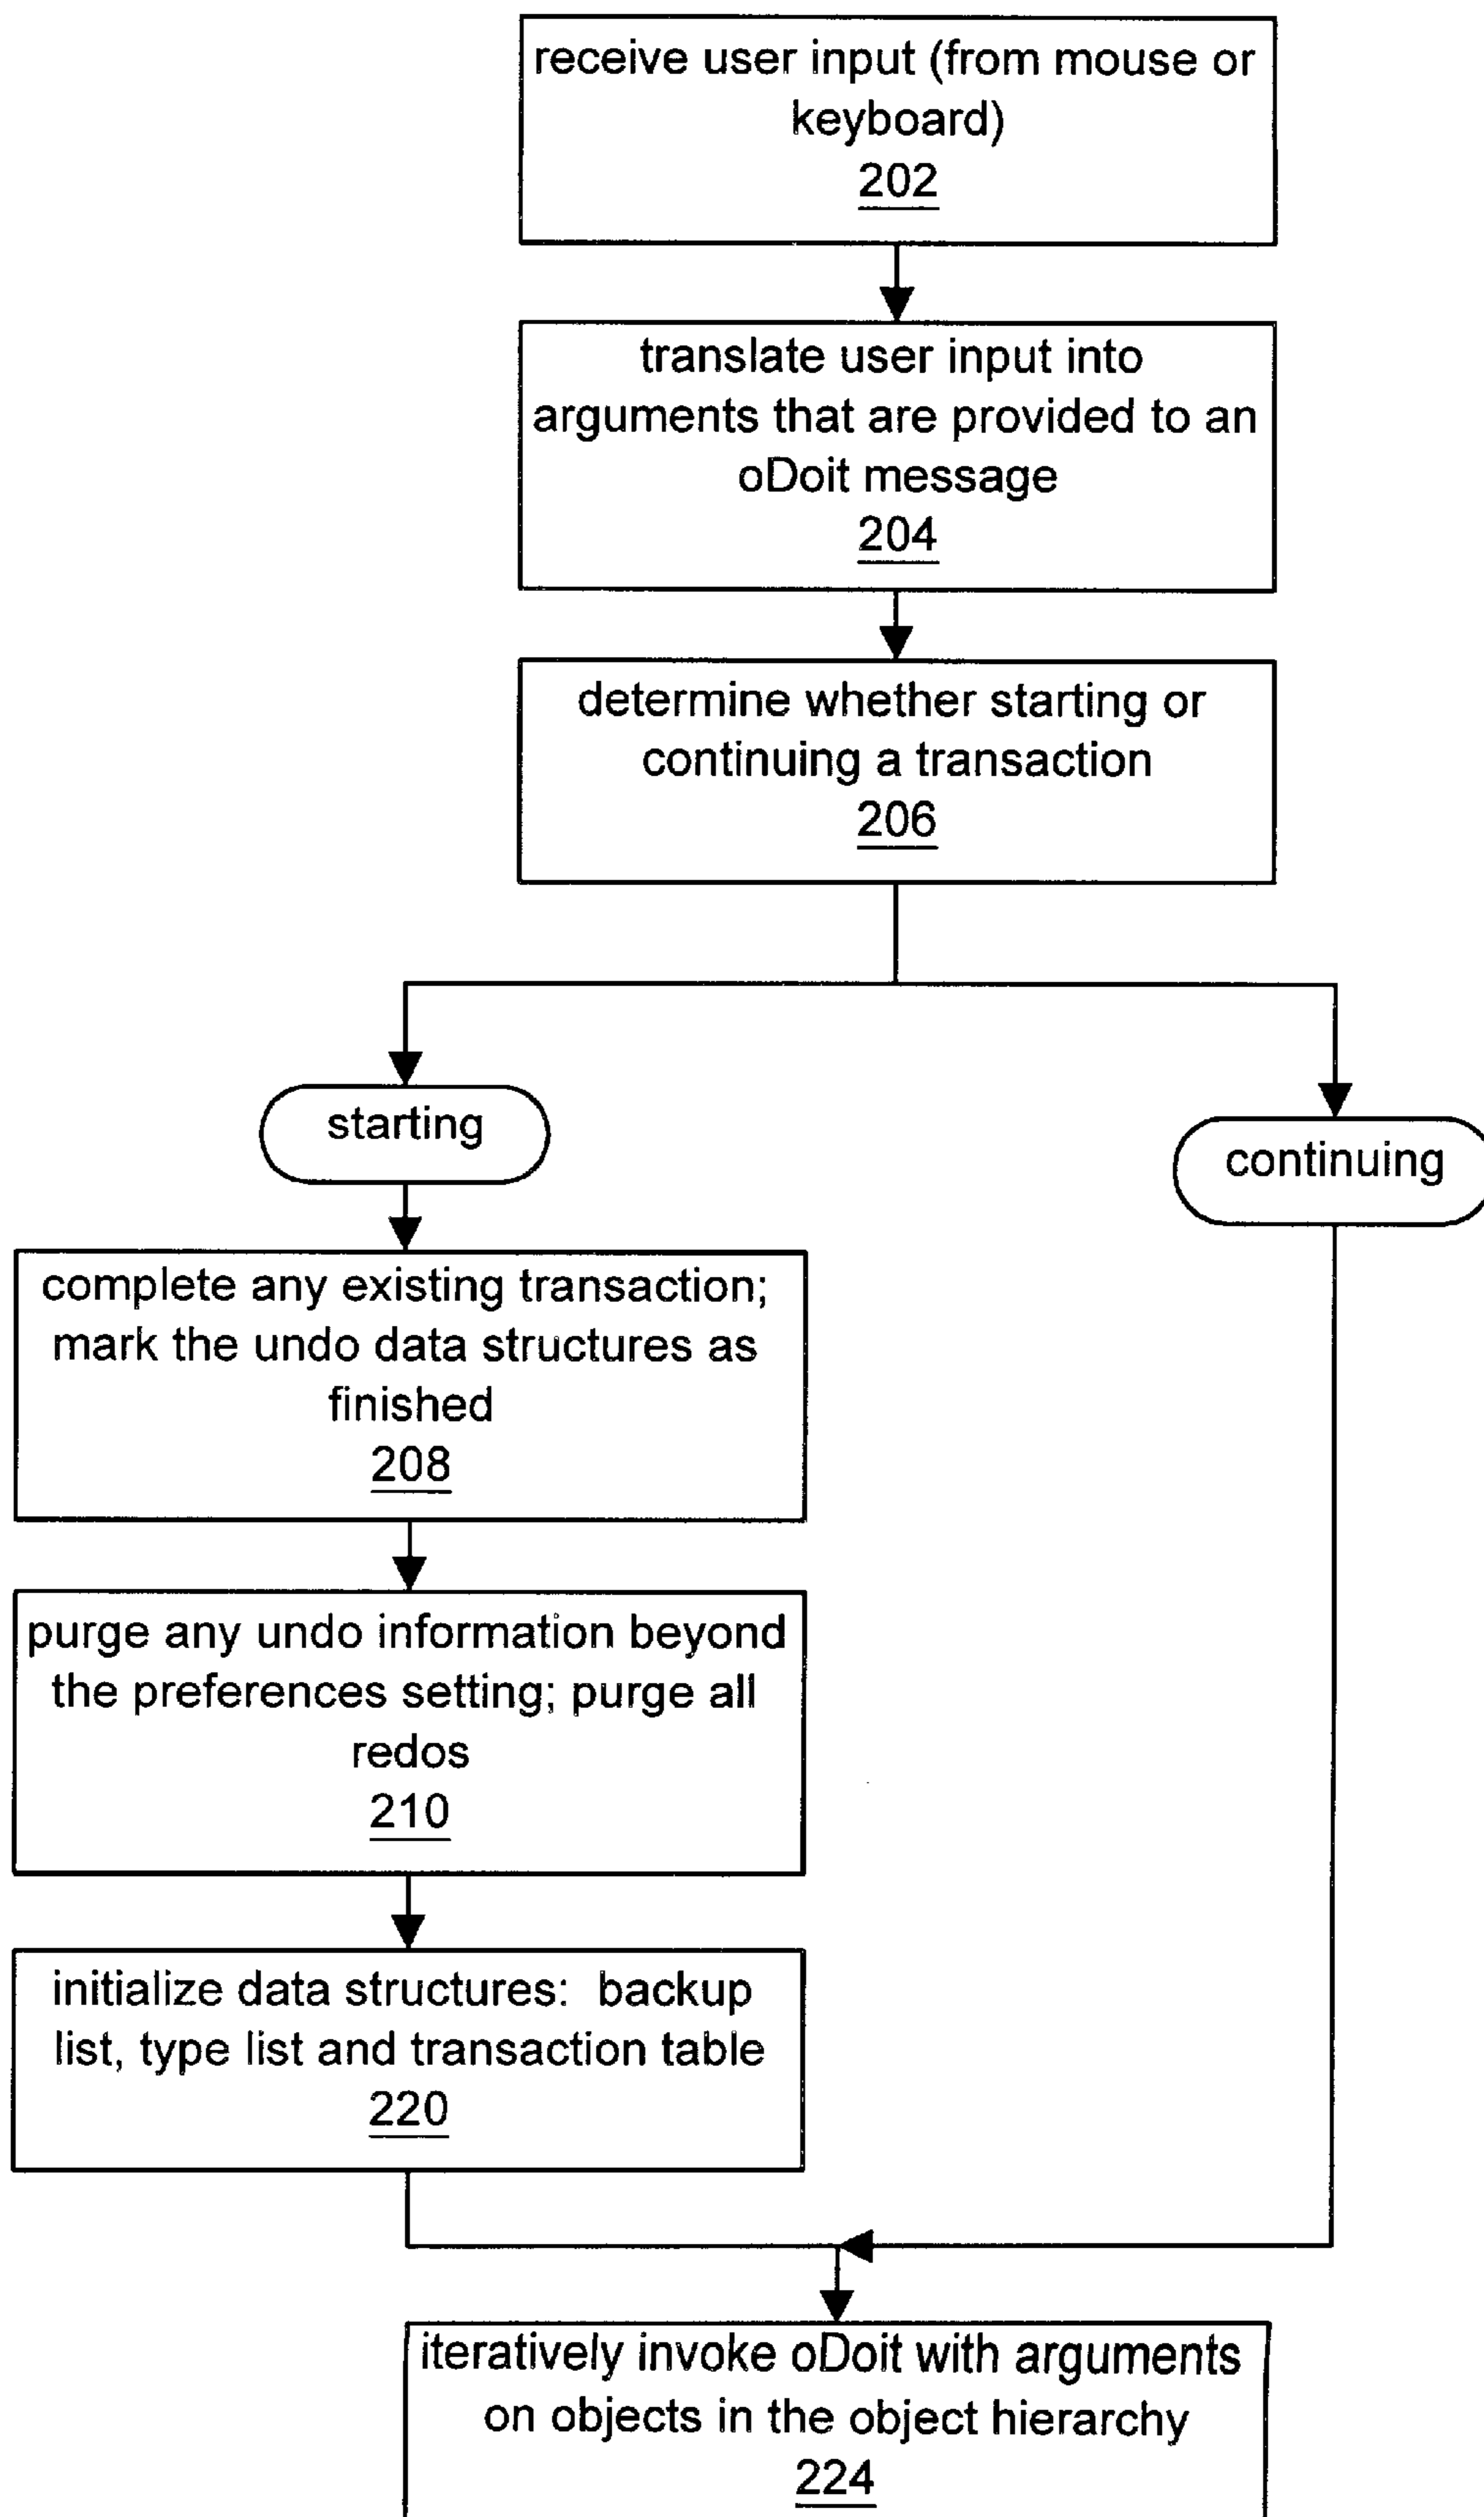 receive user input (from mouse or
keyboard)
202
translate user input into
arguments that are provided to an
oDoit message
204
determine whether starting or
continuing a transaction
206
starting
continuing
complete any existing transaction;
mark the undo data structures as
finished
208
purge any undo information beyond
the preferences setting; purge all
redos
210
initialize data structures: backup
list, type list and transaction table
220
iteratively invoke oDoit with arguments
on objects in the object hierarchy
224